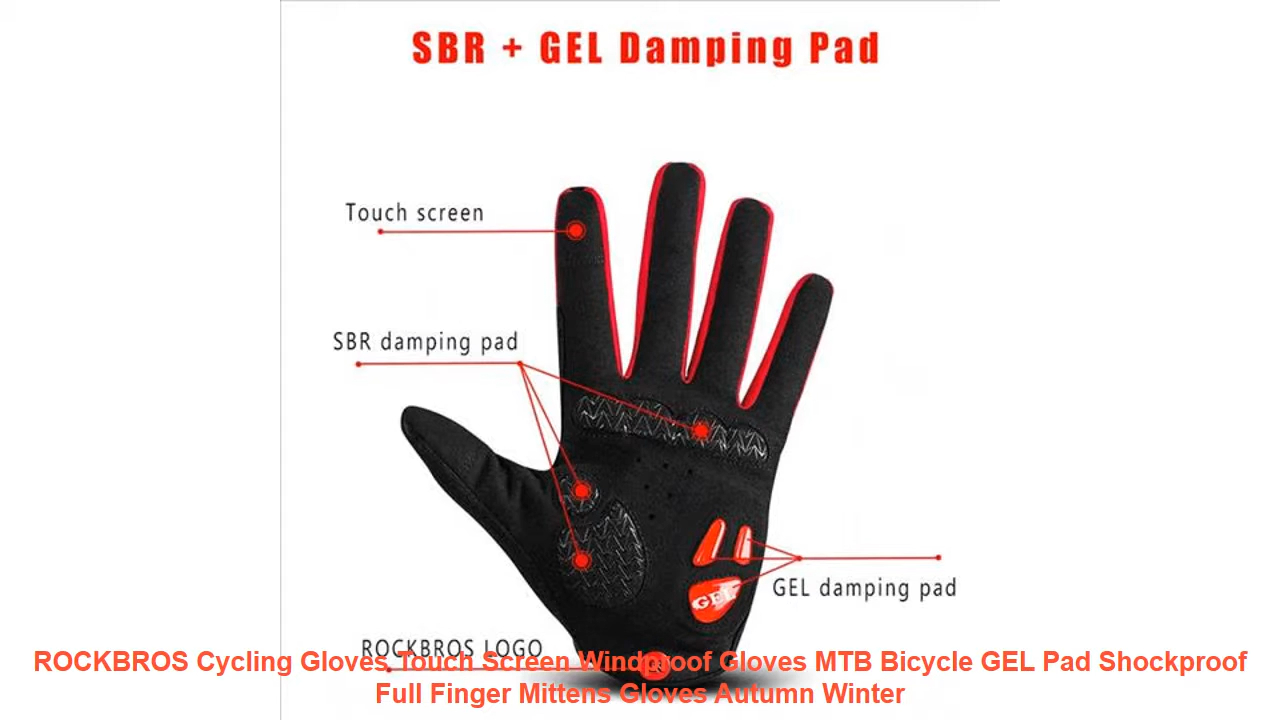 SBR + GEL Damping Pad
Touch screen
SBR damping pad
GEL
GEL damping pad
ROCKBROS LOGO
ROCKBROS Cycling Gloves Touch Screen Windproof Gloves MTB Bicycle GEL Pad Shockproof
Full Finger Mittens Gloves Autumn Winter